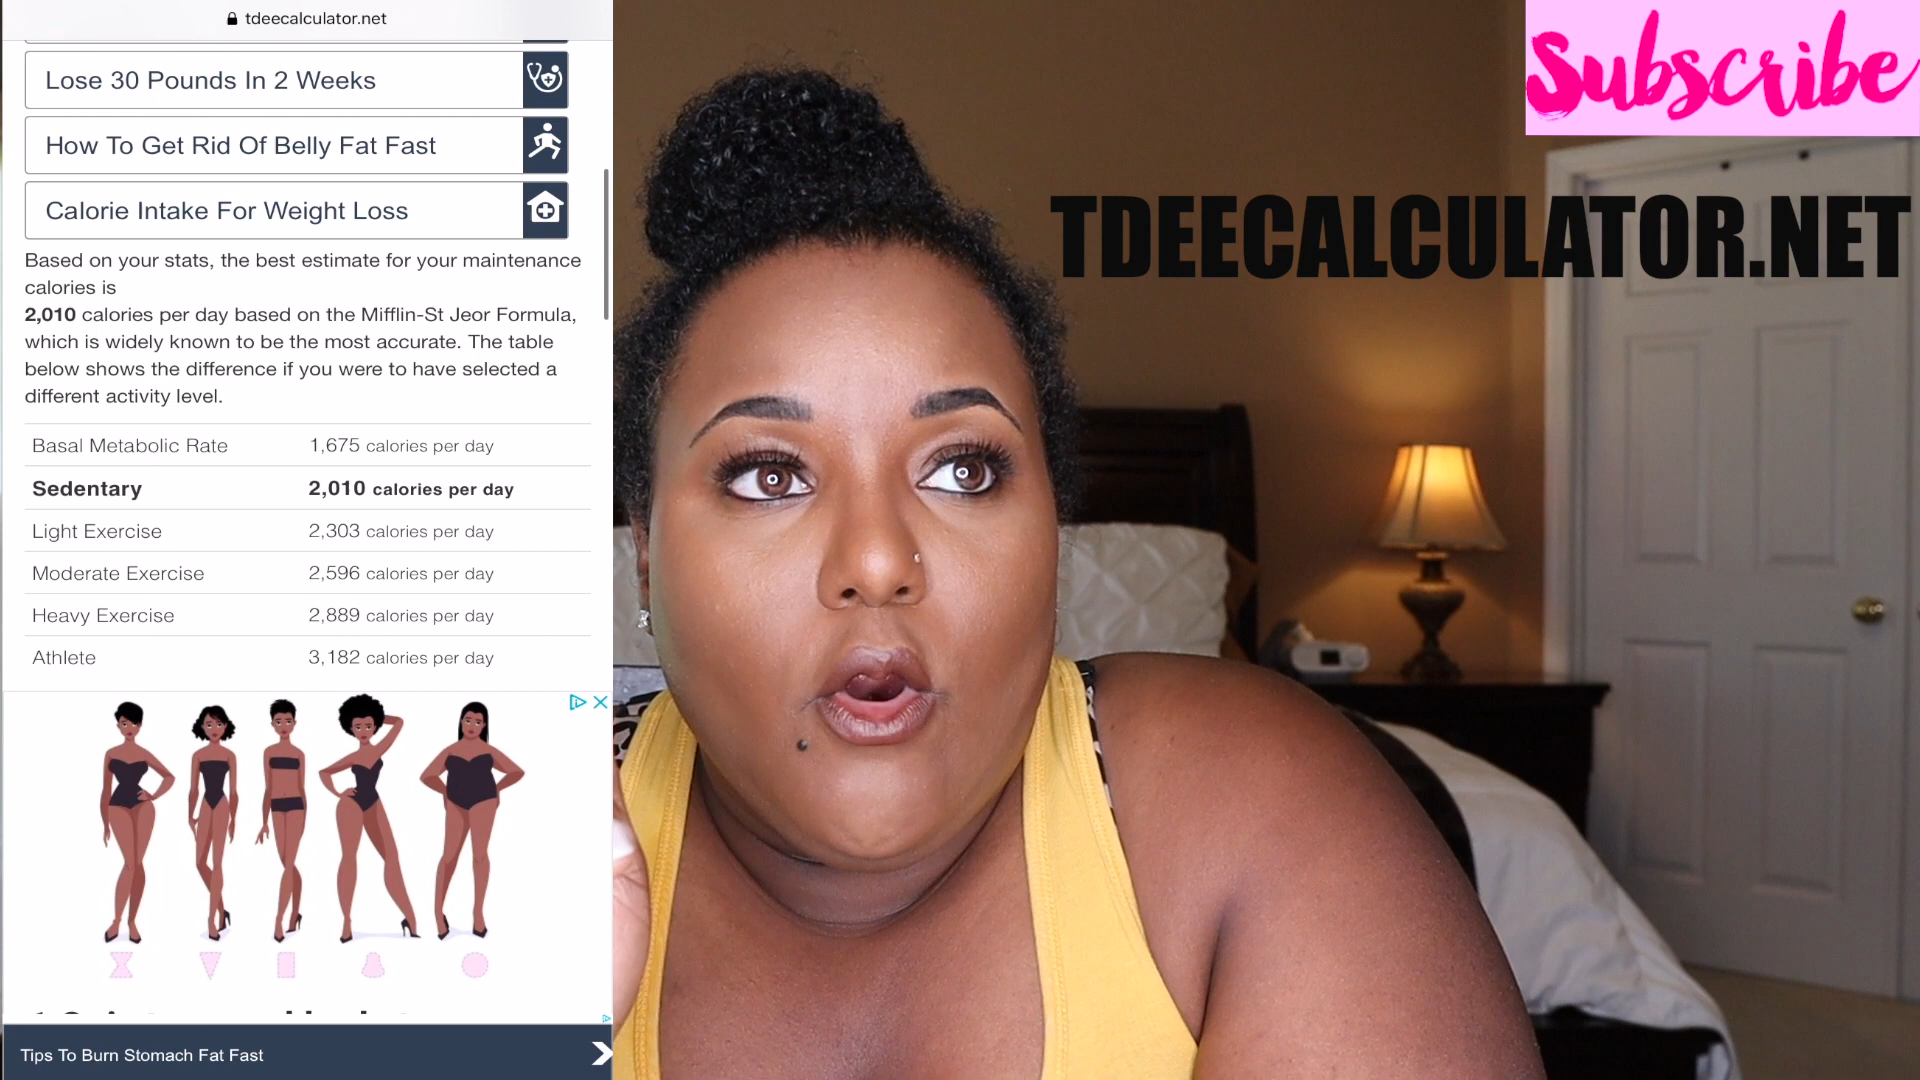 tdeecalculator.net
Lose 30 Pounds In 2 Weeks
How To Get Rid Of Belly Fat Fast
Calorie Intake For Weight Loss
Based on your stats, the best estimate for your maintenance
calories is
2,010 calories per day based on the Mifflin-St Jeor Formula,
which is widely known to be the most accurate. The table
below shows the difference if you were to have selected a
different activity level.
Basal Metabolic Rate 1,675 calories per day
Sedentary 2,010 calories per day
Light Exercise 2,303 calories per day
Moderate Exercise 2,596 calories per day
Heavy Exercise 2,889 calories per day
Athlete 3,182 calories per day
Tips To Burn Stomach Fat Fast
Subscribe
TDEECALCULATOR.NET